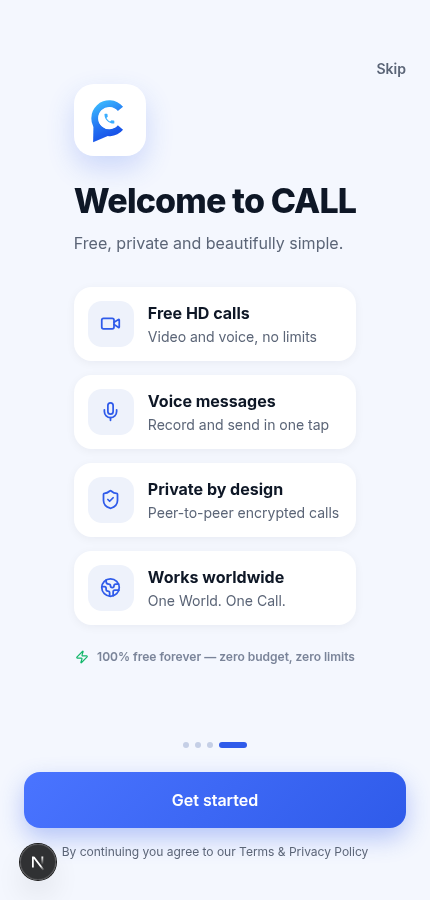 Skip
Welcome to CALL
Free, private and beautifully simple.
Free HD calls
Video and voice, no limits
Voice messages
Record and send in one tap
Private by design
Peer-to-peer encrypted calls
Works worldwide
One World. One Call.
100% free forever — zero budget, zero limits
Get started
N
By continuing you agree to our Terms & Privacy Policy